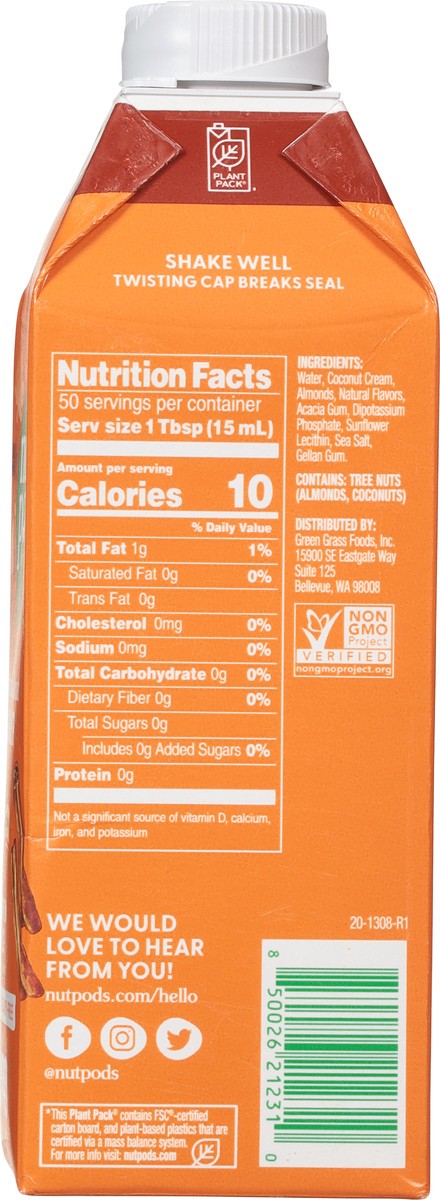 PLANT
PACK®.
SHAKE WELL
TWISTING CAP BREAKS SEAL
Nutrition Facts
50 servings per container
Serv size 1 Tbsp (15 mL)
Amount per serving
Calories 10
% Daily Value
Total Fat 1g 1%
Saturated Fat 0g 0%
Trans Fat 0g
Cholesterol 0mg 0%
Sodium 0mg 0%
Total Carbohydrate 0g 0%
Dietary Fiber 0g 0%
Total Sugars 0g
Includes 0g Added Sugars 0%
Protein 0g
Not a significant source of vitamin D, calcium,
iron, and potassium
INGREDIENTS:
Water, Coconut Cream,
Almonds, Natural Flavors,
Acacia Gum, Dipotassium
Phosphate, Sunflower
Lecithin, Sea Salt,
Gellan Gum.
CONTAINS: TREE NUTS
(ALMONDS, COCONUTS)
DISTRIBUTED BY:
Green Grass Foods, Inc.
15900 SE Eastgate Way
Suite 125
Bellevue, WA 98008
NON
GMO
Project
VERIFIED
nongmoproject.org
WE WOULD
LOVE TO HEAR
FROM YOU!
nutpods.com/hello
@nutpods
*This Plant Pack® contains FSC®-certified
carton board, and plant-based plastics that are
certified via a mass balance system.
For more info visit: nutpods.com
20-1308-R1
8 50026 21231 0